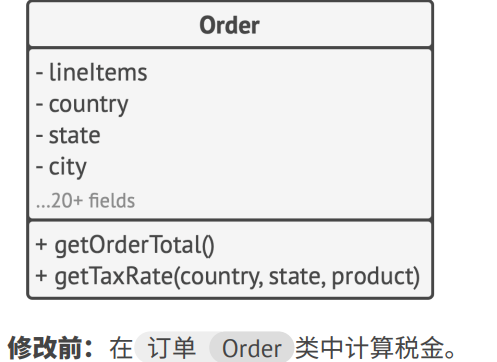 Order
- lineItems
- country
- state
- city
...20+ fields
+ getOrderTotal()
+ getTaxRate(country, state, product)
修改前：在 订单 Order 类中计算税金。